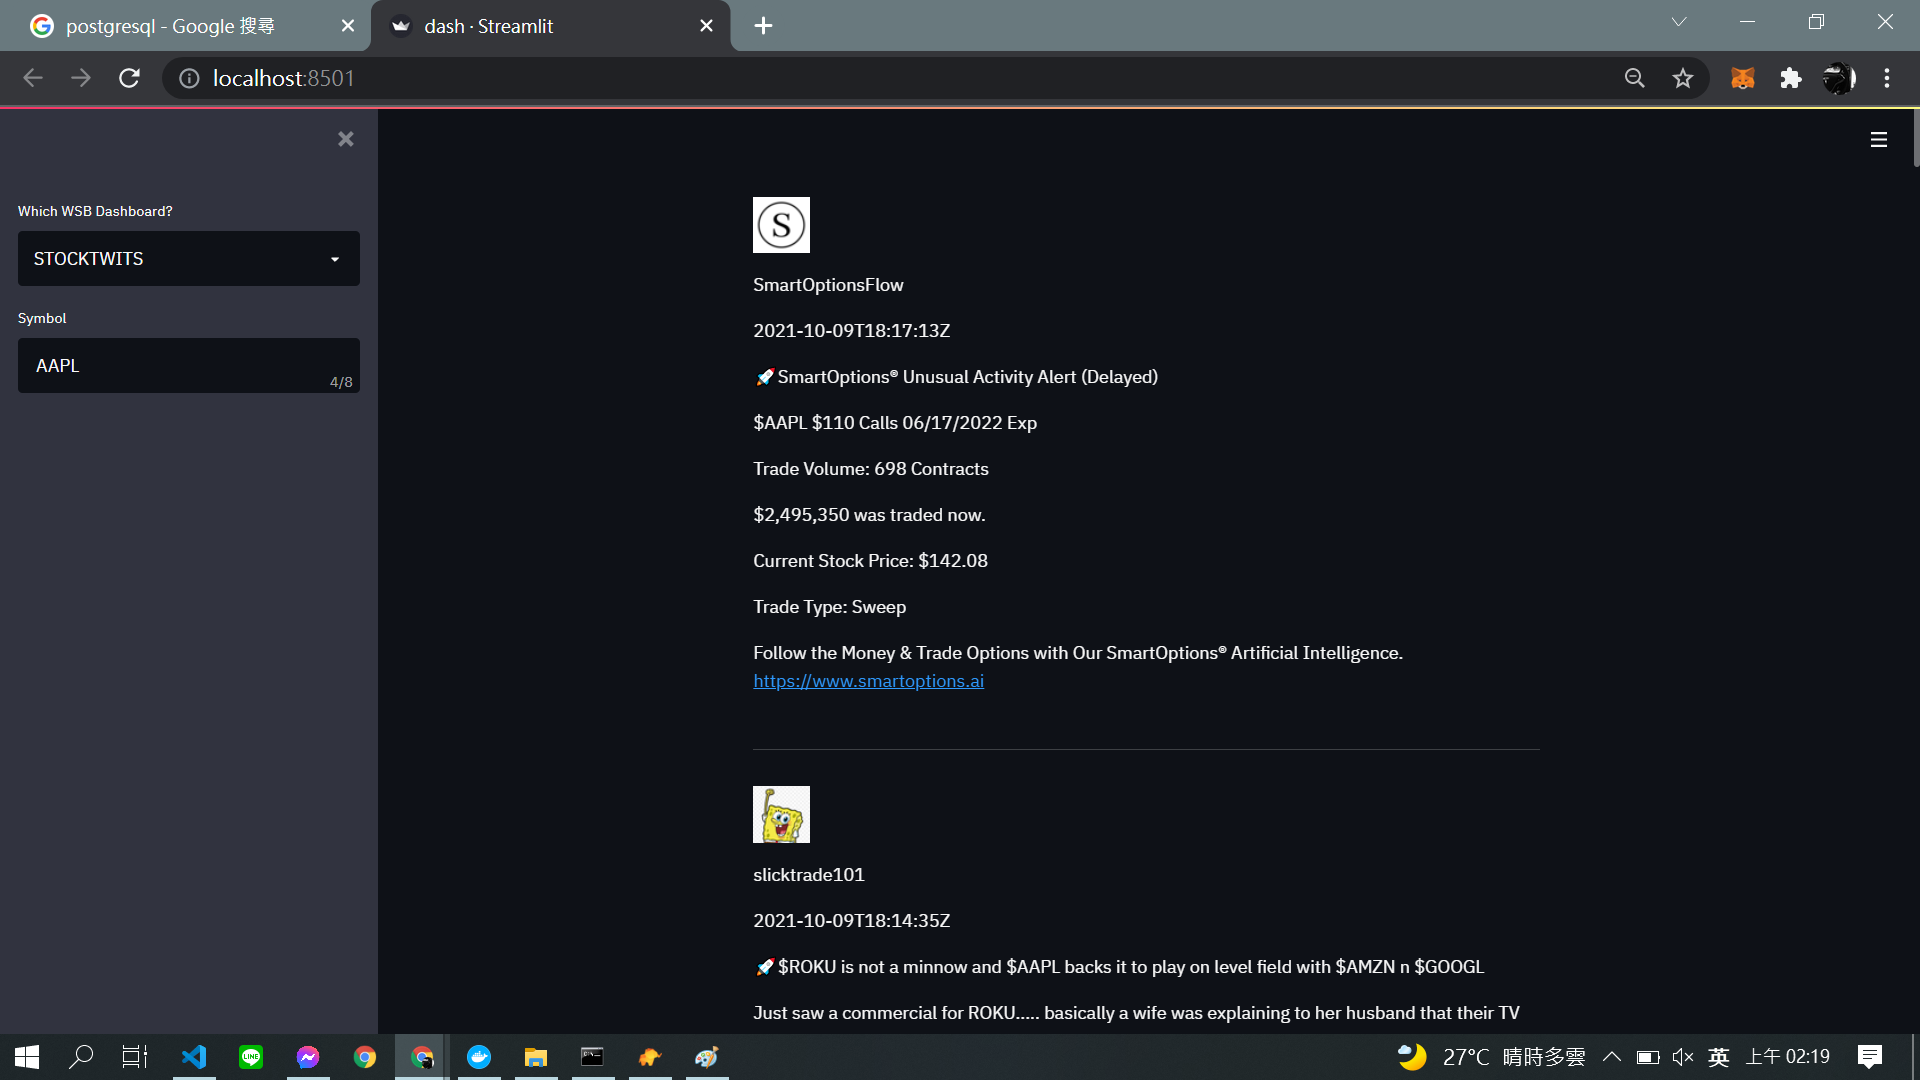 postgresql - Google 搜尋
dash · Streamlit
localhost:8501
Which WSB Dashboard?
STOCKTWITS
Symbol
AAPL
4/8
S
SmartOptionsFlow
2021-10-09T18:17:13Z
🚀SmartOptions® Unusual Activity Alert (Delayed)
$AAPL $110 Calls 06/17/2022 Exp
Trade Volume: 698 Contracts
$2,495,350 was traded now.
Current Stock Price: $142.08
Trade Type: Sweep
Follow the Money & Trade Options with Our SmartOptions® Artificial Intelligence.
https://www.smartoptions.ai
slicktrade101
2021-10-09T18:14:35Z
🚀$ROKU is not a minnow and $AAPL backs it to play on level field with $AMZN n $GOOGL
Just saw a commercial for ROKU..... basically a wife was explaining to her husband that their TV
LINE
27°C 晴時多雲
英
上午 02:19